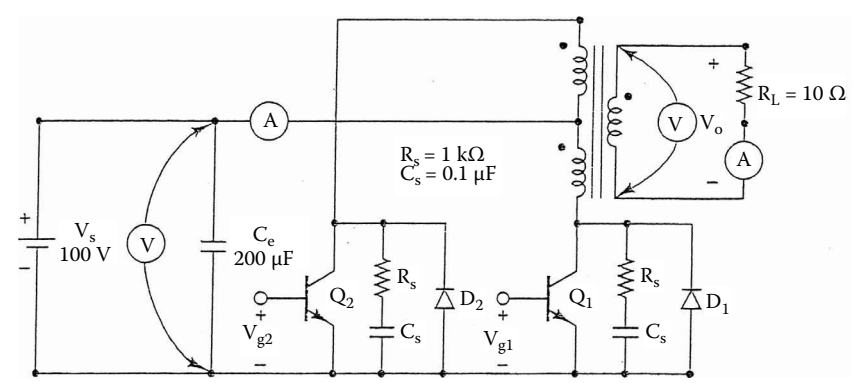 +
R_L = 10 Ω
V
V_o
A
−
A
R_s = 1 kΩ
C_s = 0.1 μF
+
V_s
100 V
−
V
C_e
200 μF
Q_2
R_s
C_s
D_2
+
V_g2
−
Q_1
R_s
C_s
D_1
+
V_g1
−